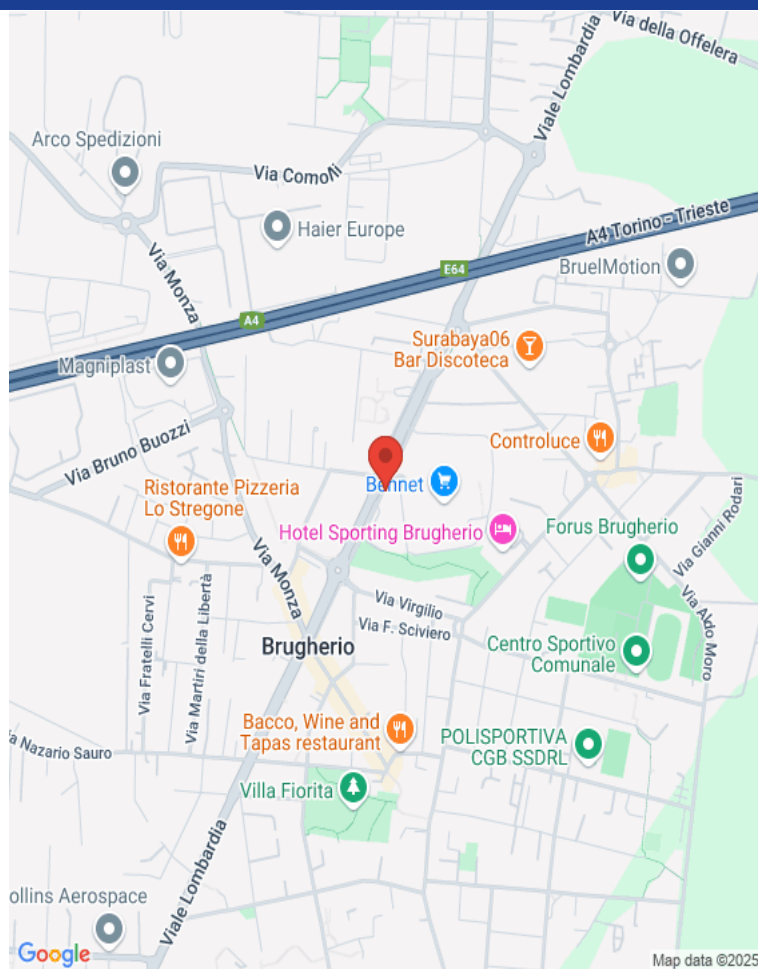 Via della Offelera
Viale Lombardia
Arco Spedizioni
Via Comolli
A4 Torino - Trieste
Haier Europe
BruelMotion
E64
Via Monza
A4
Surabaya06
Bar Discoteca
Magniplast
Controluce
Via Bruno Buozzi
Bennet
Ristorante Pizzeria
Lo Stregone
Hotel Sporting Brugherio
Forus Brugherio
Via Gianni Rodari
Via Monza
Via Virgilio
Via Aldo Moro
Via F. Sciviero
Via Fratelli Cervi
Via Martiri della Libertà
Brugherio
Centro Sportivo
Comunale
Bacco, Wine and
Tapas restaurant
POLISPORTIVA
CGB SSDRL
a Nazario Sauro
Villa Fiorita
Viale Lombardia
ollins Aerospace
Google
Map data ©2025